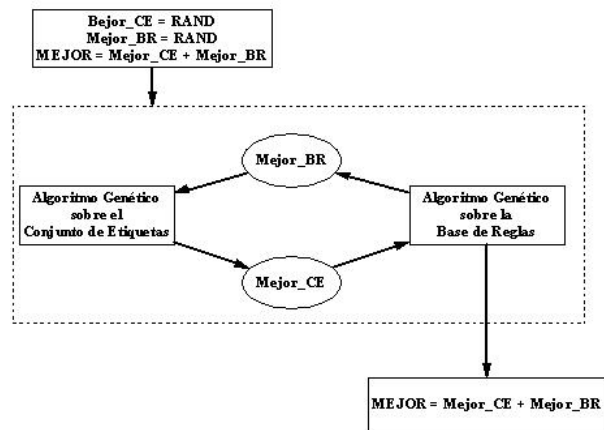 Bejor_CE = RAND
Mejor_BR = RAND
MEJOR = Mejor_CE + Mejor_BR
Mejor_BR
Algoritmo Genético
sobre el
Conjunto de Etiquetas
Algoritmo Genético
sobre la
Base de Reglas
Mejor_CE
MEJOR = Mejor_CE + Mejor_BR